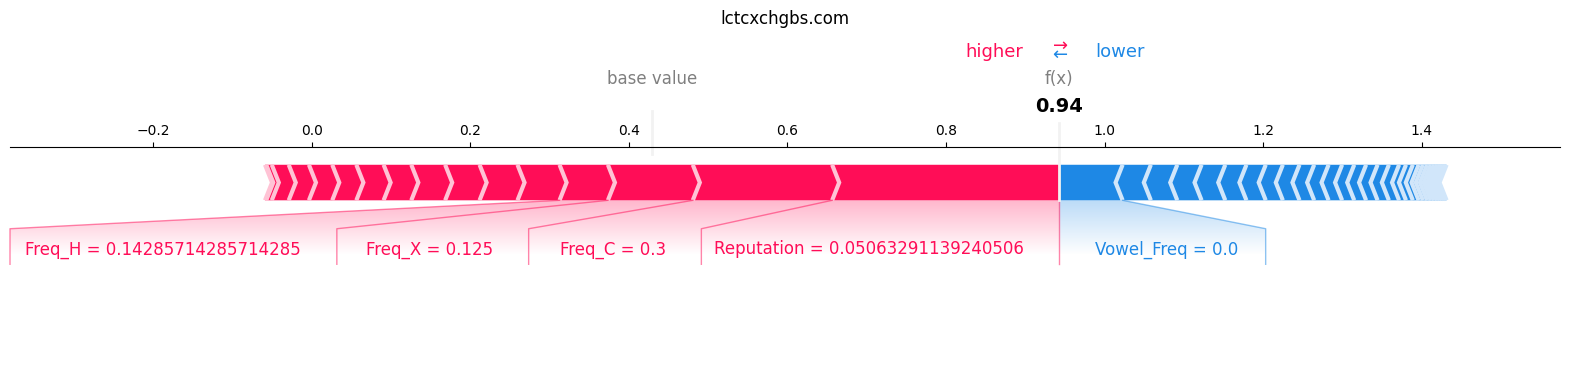 lctcxchgbs.com
higher → ← lower
base value f(x)
0.94
−0.2 0.0 0.2 0.4 0.6 0.8 1.0 1.2 1.4
Freq_H = 0.14285714285714285 Freq_X = 0.125 Freq_C = 0.3 Reputation = 0.05063291139240506 Vowel_Freq = 0.0